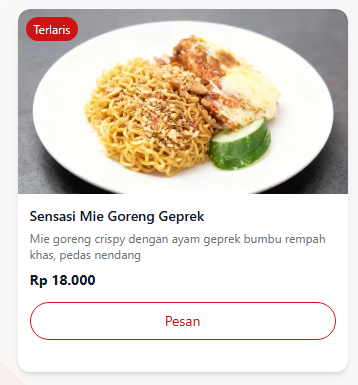 Terlaris
Sensasi Mie Goreng Geprek
Mie goreng crispy dengan ayam geprek bumbu rempah
khas, pedas nendang
Rp 18.000
Pesan